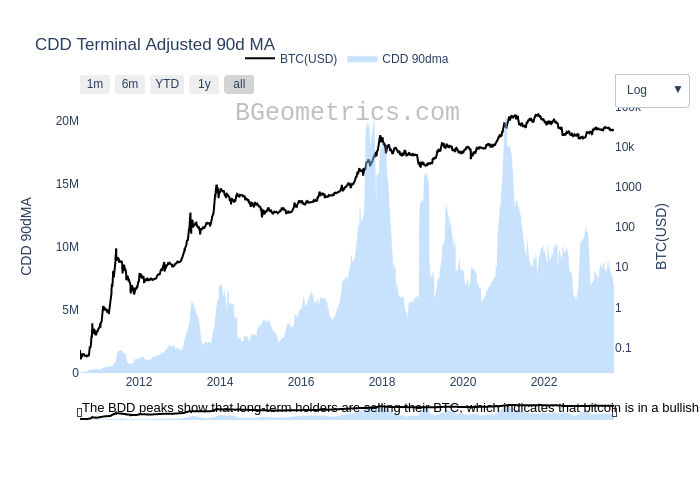 CDD Terminal Adjusted 90d MA
BTC(USD)
CDD 90dma
1m
6m
YTD
1y
all
Log
▼
BGeometrics.com
20M
15M
10M
5M
0
CDD 90dMA
100k
10k
1000
100
10
1
0.1
BTC(USD)
2012
2014
2016
2018
2020
2022
The BDD peaks show that long-term holders are selling their BTC, which indicates that bitcoin is in a bullish